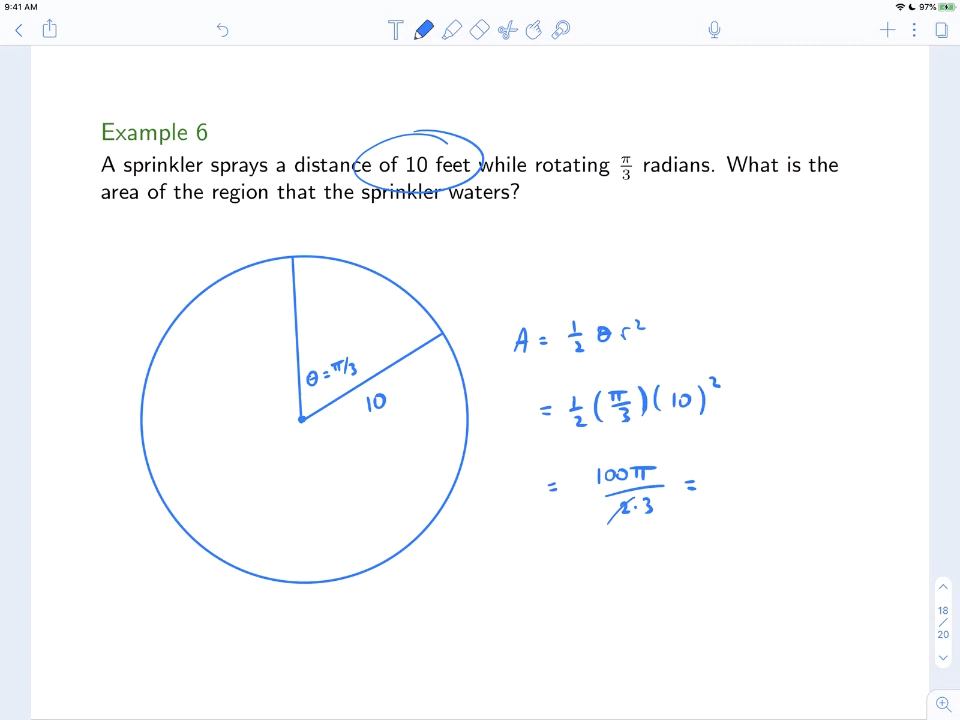 9:41 AM
97%
T
Example 6
A sprinkler sprays a distance of 10 feet while rotating π/3 radians. What is the
area of the region that the sprinkler waters?
θ = π/3
10
A = 1/2 θ r²
= 1/2 (π/3)(10)²
= 100π/2·3 =
18
/
20